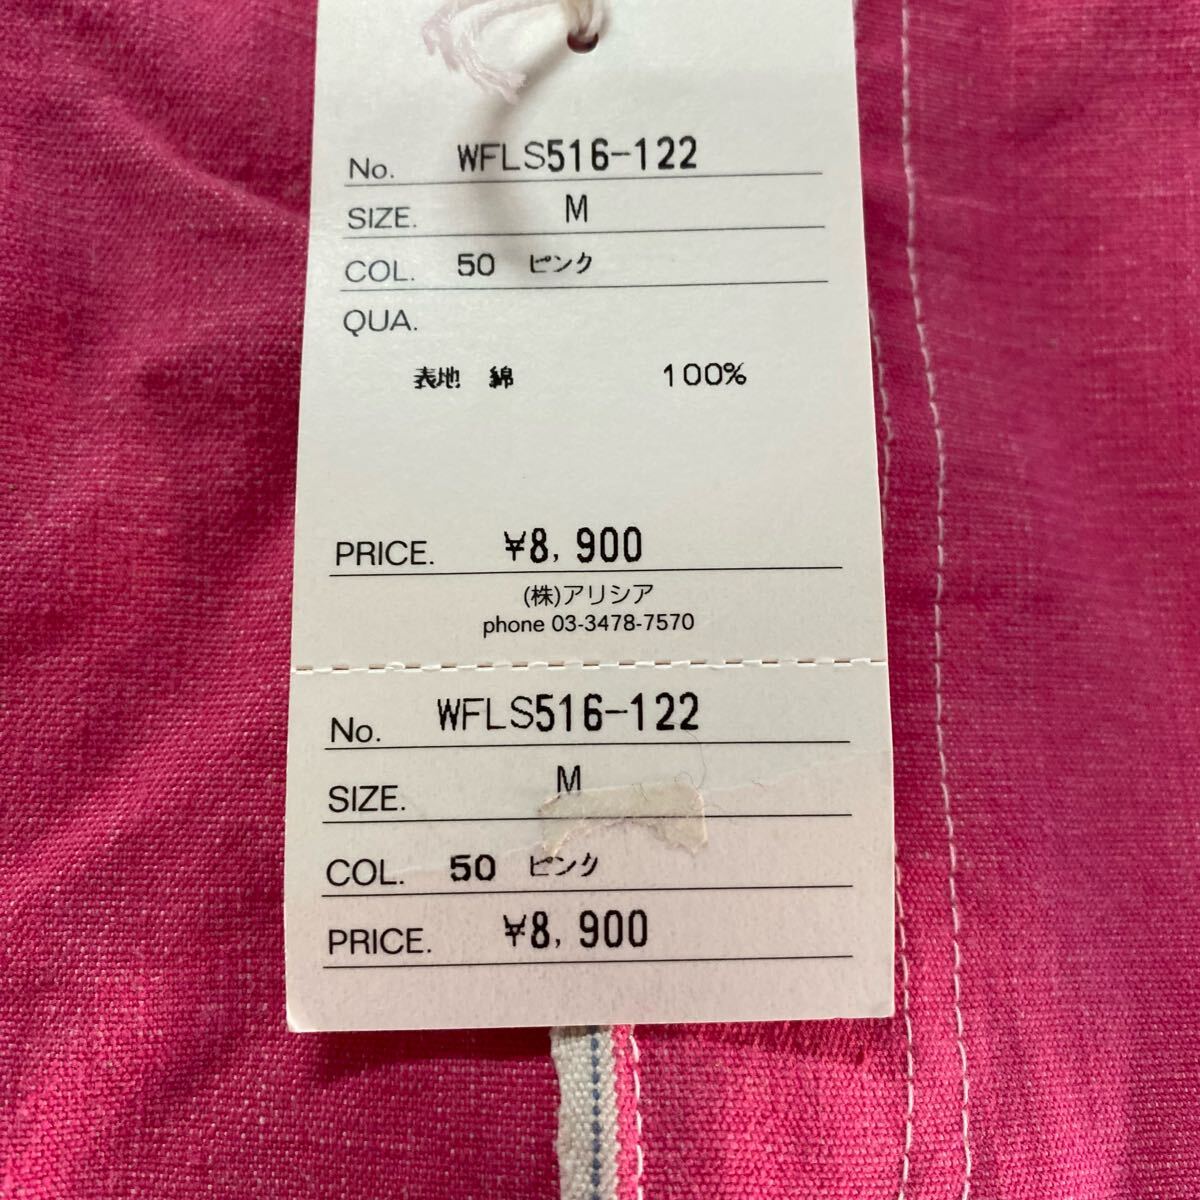 No. WFLS516-122
SIZE. M
COL. 50 ピンク
QUA.
表地 綿 100%
PRICE. ¥8,900
(株)アリシア
phone 03-3478-7570
No. WFLS516-122
SIZE. M
COL. 50 ピンク
PRICE. ¥8,900